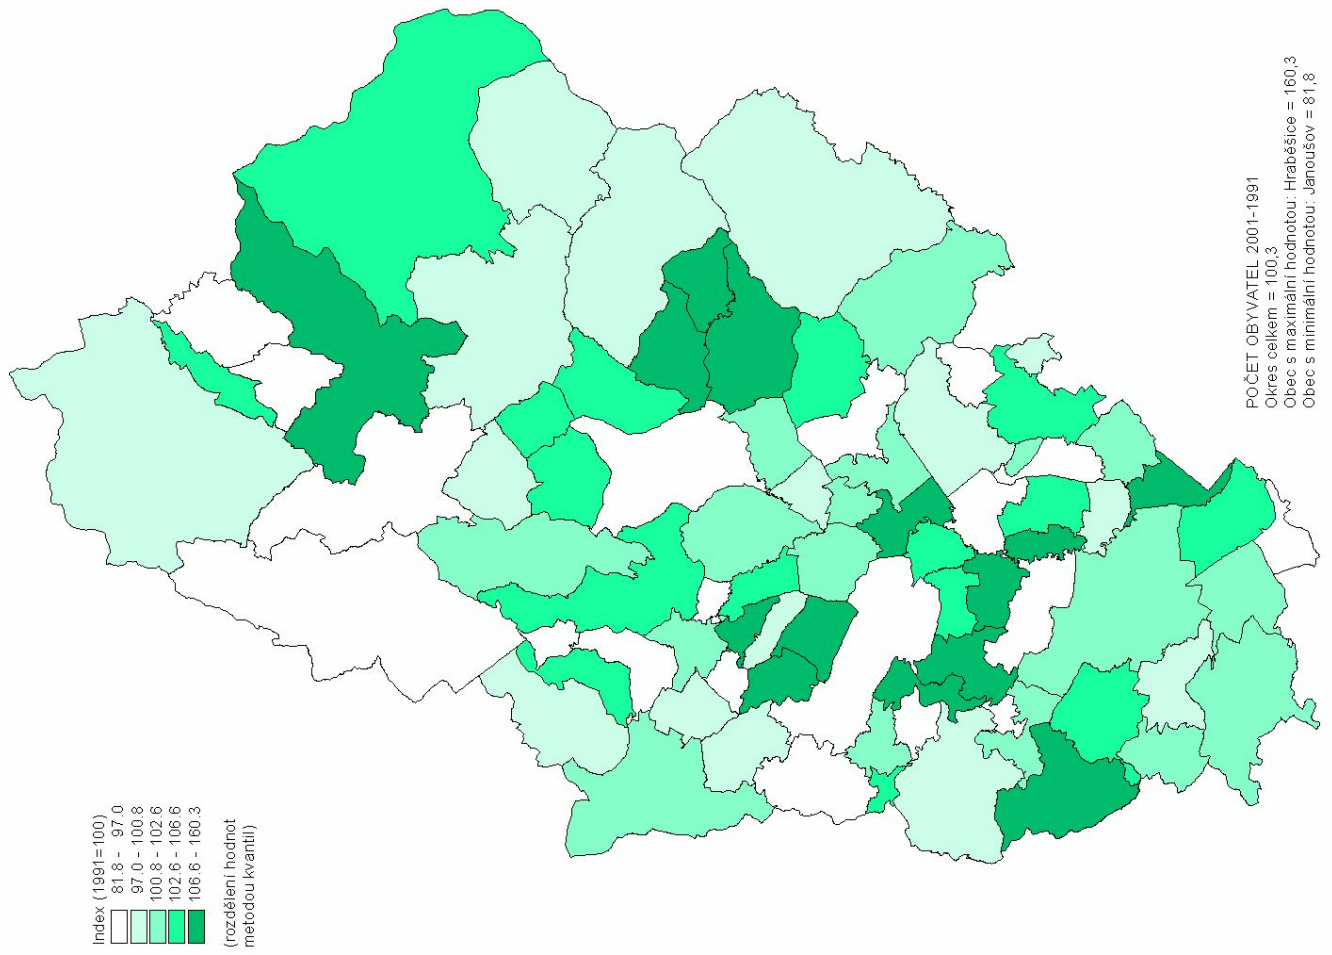 POČET OBYVATEL 2001-1991
Okres celkem = 100,3
Obec s maximální hodnotou: Hraběšice = 160,3
Obec s minimální hodnotou: Janoušov = 81,8
Index (1991=100)
81.8 - 97.0
97.0 - 100.8
100.8 - 102.6
102.6 - 106.6
106.6 - 160.3
(rozdělení hodnot
metodou kvantil)